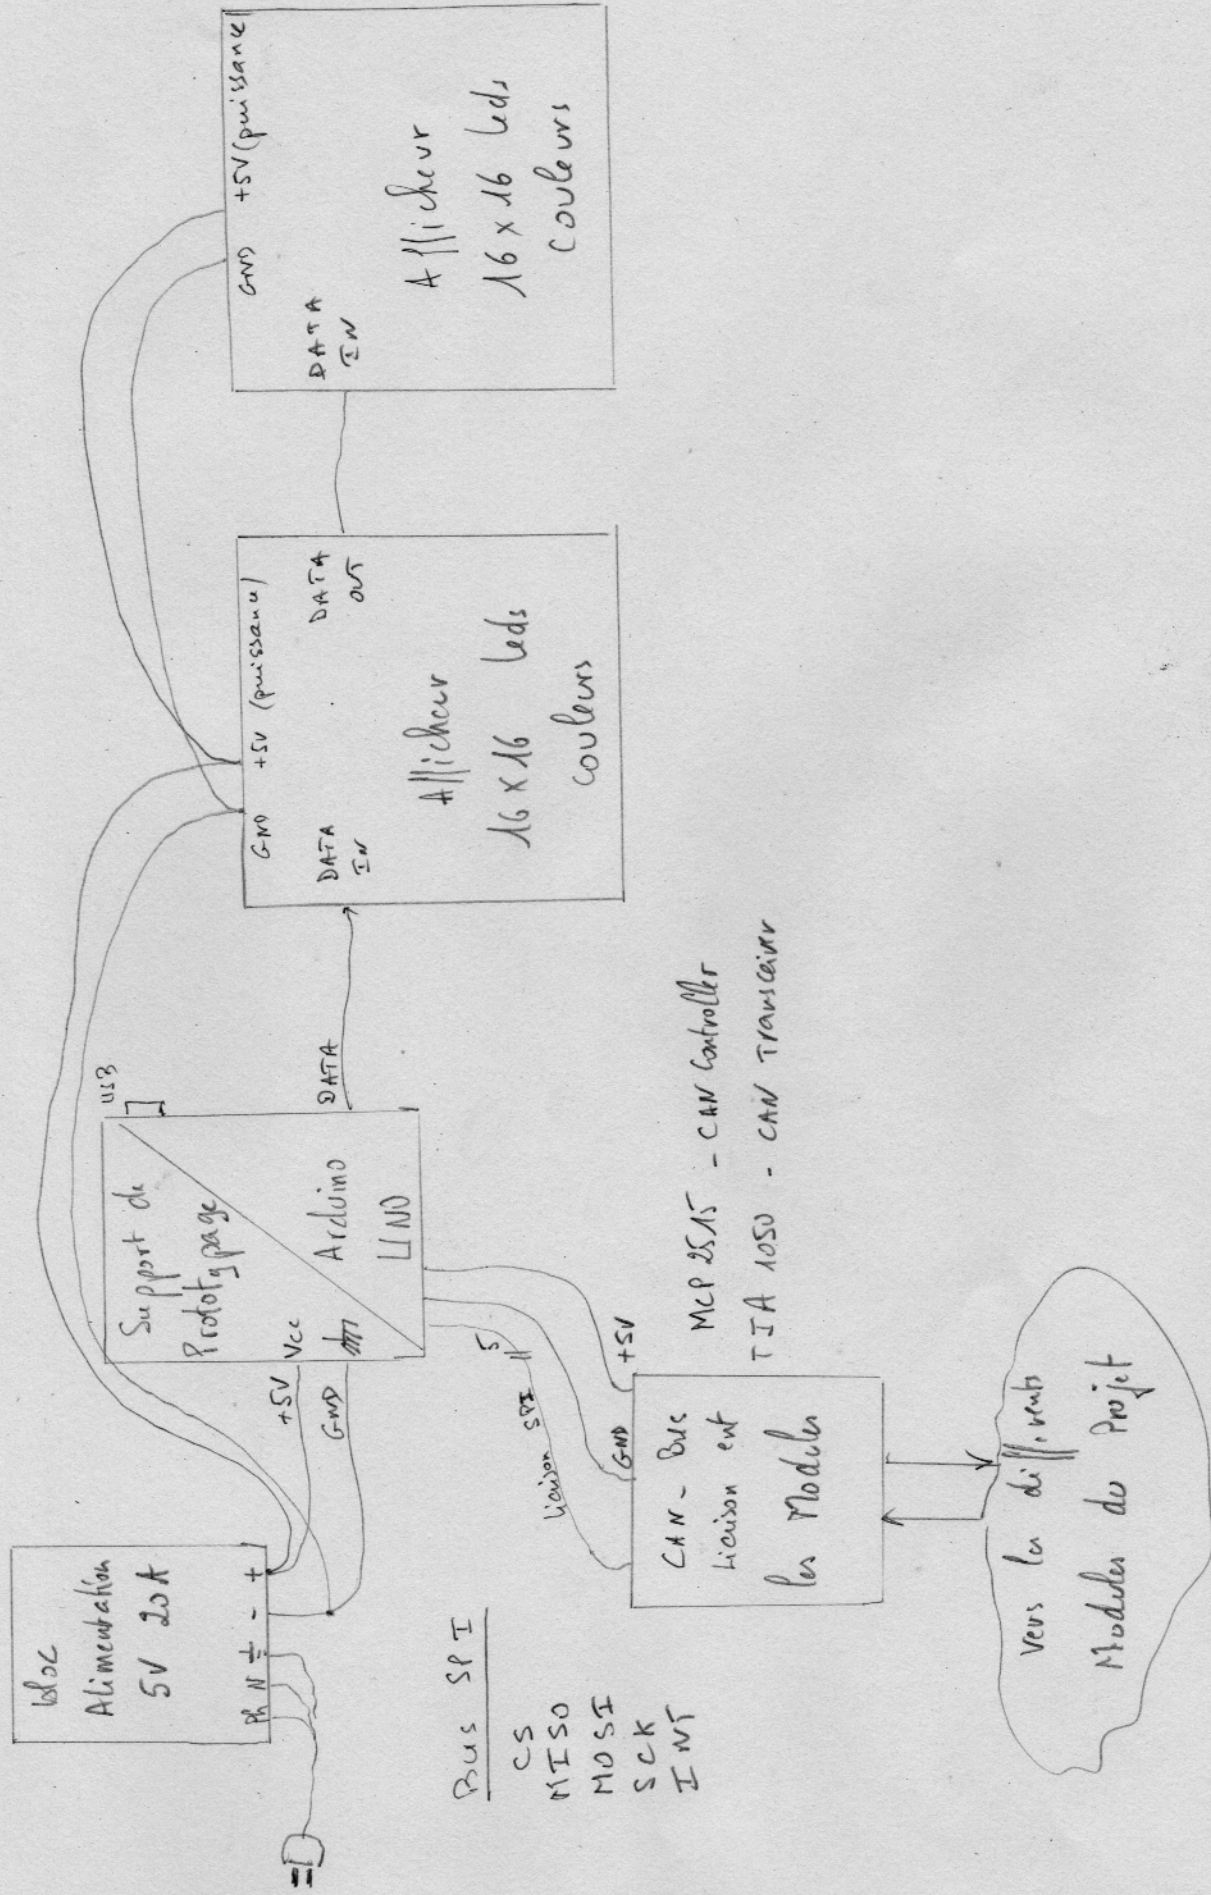 bloc
Alimentation
5V 20A
Ph N ⏚ - +
+5V
GND
Support de
Prototypage
Vcc
Arduino
UNO
USB
DATA
GND +5V (puissance)
DATA
IN
DATA
OUT
Afficheur
16 x 16 leds
couleurs
GND +5V (puissance)
DATA
IN
Afficheur
16 x 16 leds
couleurs
Bus SPI
CS
MISO
MOSI
SCK
INT
Liaison SPI
5
GND
+5V
CAN-Bus
Liaison ent
les Modules
MCP 2515 - CAN Controller
TJA 1050 - CAN Transceiver
vers les différents
Modules du Projet